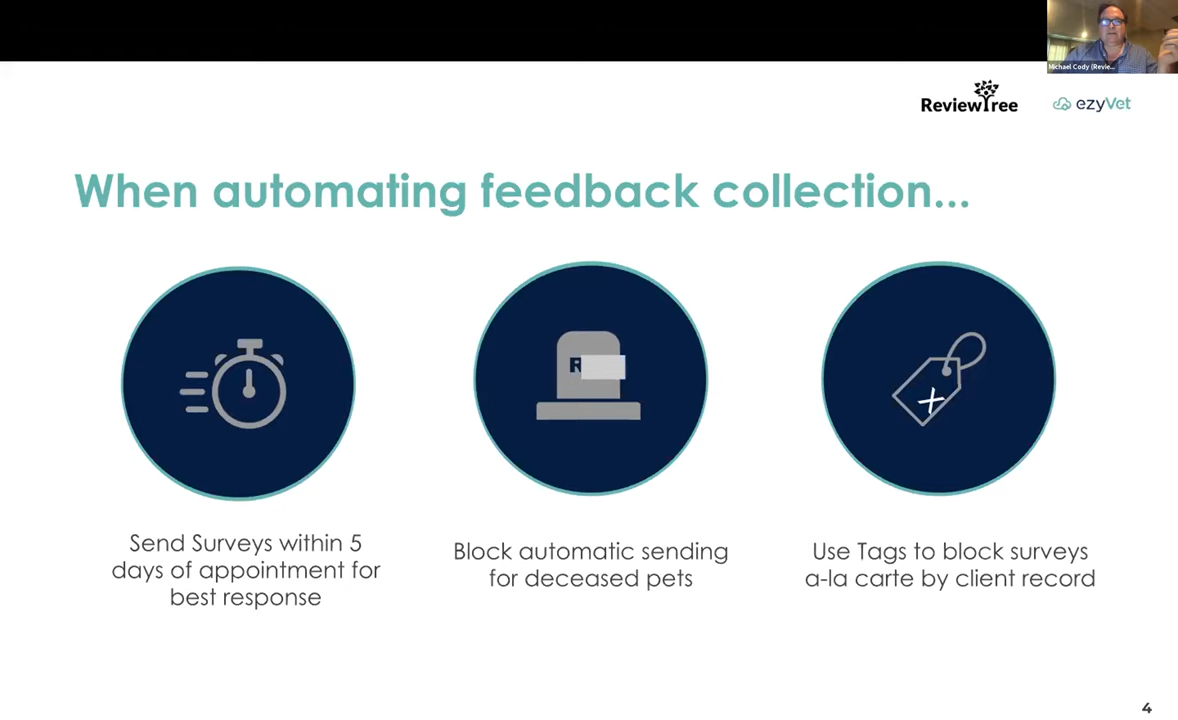 Michael Cody (Revie...
ReviewTree
ezyVet
When automating feedback collection...
R
Send Surveys within 5
days of appointment for
best response
Block automatic sending
for deceased pets
Use Tags to block surveys
a-la carte by client record
4